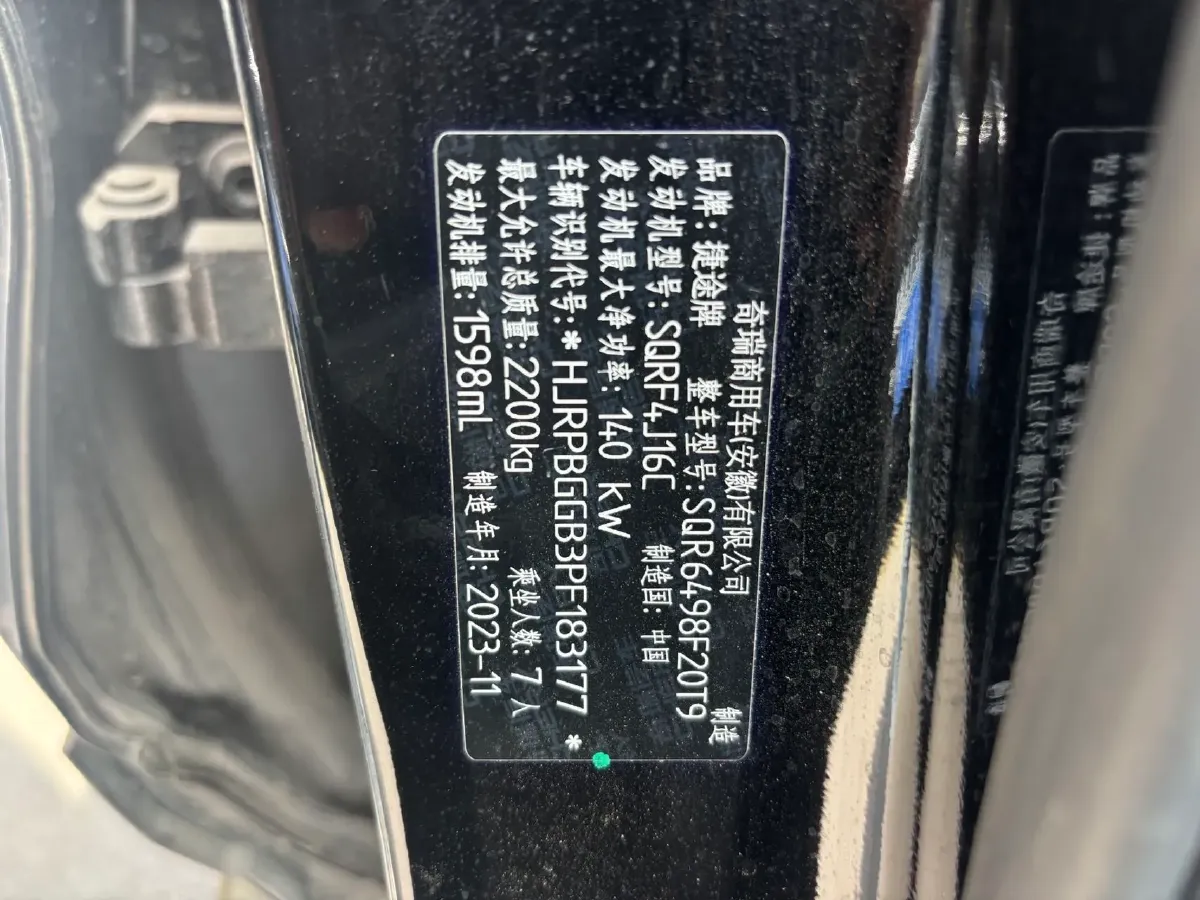 奇瑞商用车(安徽)有限公司 制造
品牌:捷途牌 整车型号:SQR6498F20T9
发动机型号:SQRF4J16C 制造国:中国
发动机最大净功率:140 kW
车辆识别代号:*HJRPBGGB3PF183177*
最大允许总质量:2200kg 乘坐人数:7人
发动机排量:1598mL 制造年月:2023-11